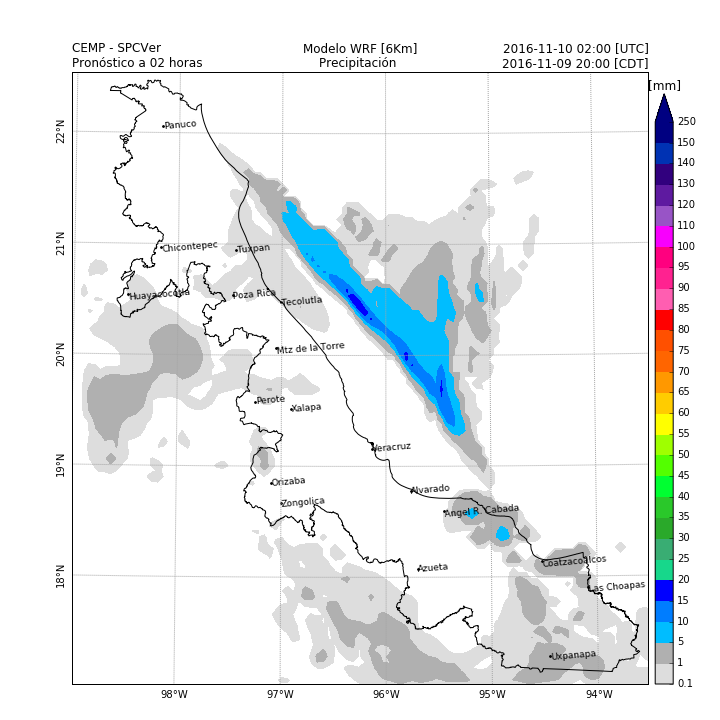 CEMP - SPCVer Modelo WRF [6Km] 2016-11-10 02:00 [UTC]
Pronóstico a 02 horas Precipitación 2016-11-09 20:00 [CDT]
[mm]
250
150
140
130
120
110
100
95
90
85
80
75
70
65
60
55
50
45
40
35
30
25
20
15
10
5
1
0.1
22°N
21°N
20°N
19°N
18°N
Panuco
Chicontepec
Tuxpan
Huayacocotla
Poza Rica
Tecolutla
Mtz de la Torre
Perote
Xalapa
Veracruz
Orizaba
Alvarado
Zongolica
Angel R. Cabada
Azueta
Coatzacoalcos
Las Choapas
Uxpanapa
98°W 97°W 96°W 95°W 94°W